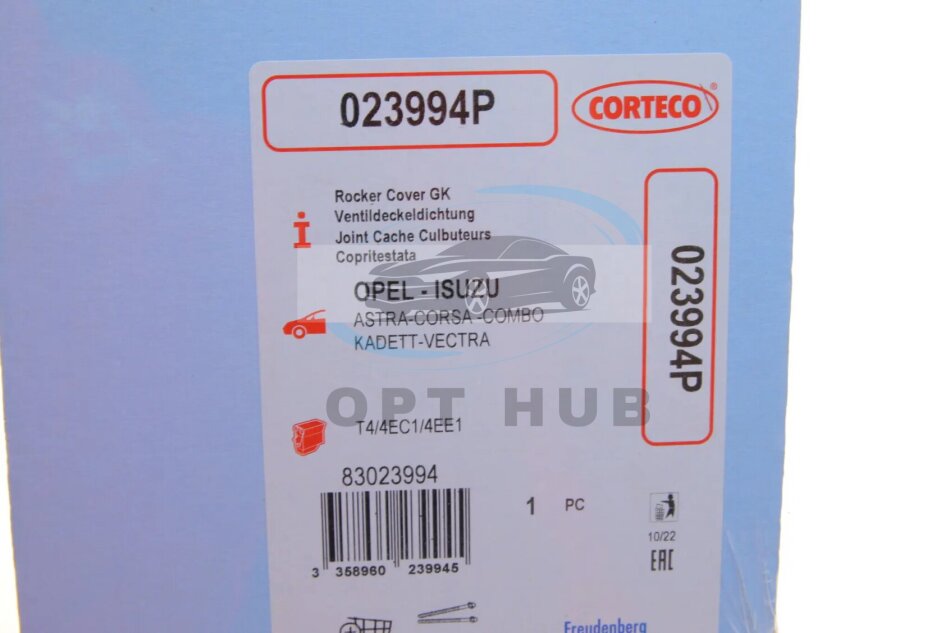 023994P
CORTECO®
Rocker Cover GK
Ventildeckeldichtung
Joint Cache Culbuteurs
Copritestata
OPEL - ISUZU
ASTRA-CORSA -COMBO
KADETT-VECTRA
023994P
OPT HUB
T4/4EC1/4EE1
83023994
1 PC
10/22
EAC
3 358960 239945
Freudenberg